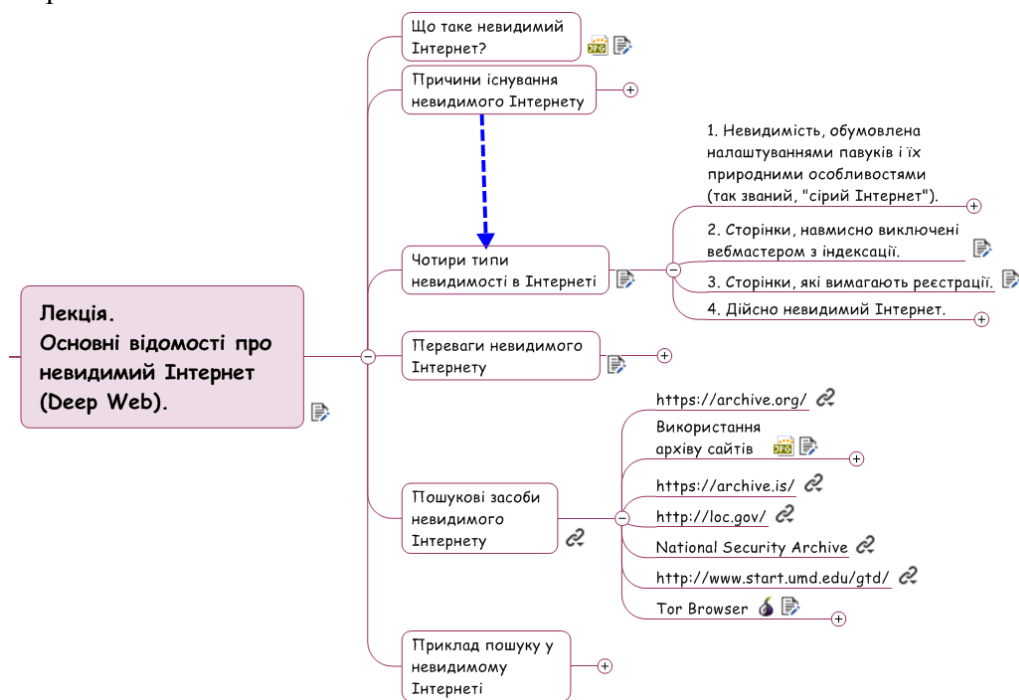 Що таке невидимий
Інтернет?
Причини існування
невидимого Інтернету
1. Невидимість, обумовлена
налаштуваннями павуків і їх
природними особливостями
(так званий, "сірий Інтернет").
2. Сторінки, навмисно виключені
вебмастером з індексації.
Чотири типи
невидимості в Інтернеті
3. Сторінки, які вимагають реєстрації.
4. Дійсно невидимий Інтернет.
Лекція.
Основні відомості про
невидимий Інтернет
(Deep Web).
Переваги невидимого
Інтернету
https://archive.org/
Використання
архіву сайтів
https://archive.is/
Пошукові засоби
невидимого
Інтернету
http://loc.gov/
National Security Archive
http://www.start.umd.edu/gtd/
Tor Browser
Приклад пошуку у
невидимому
Інтернеті